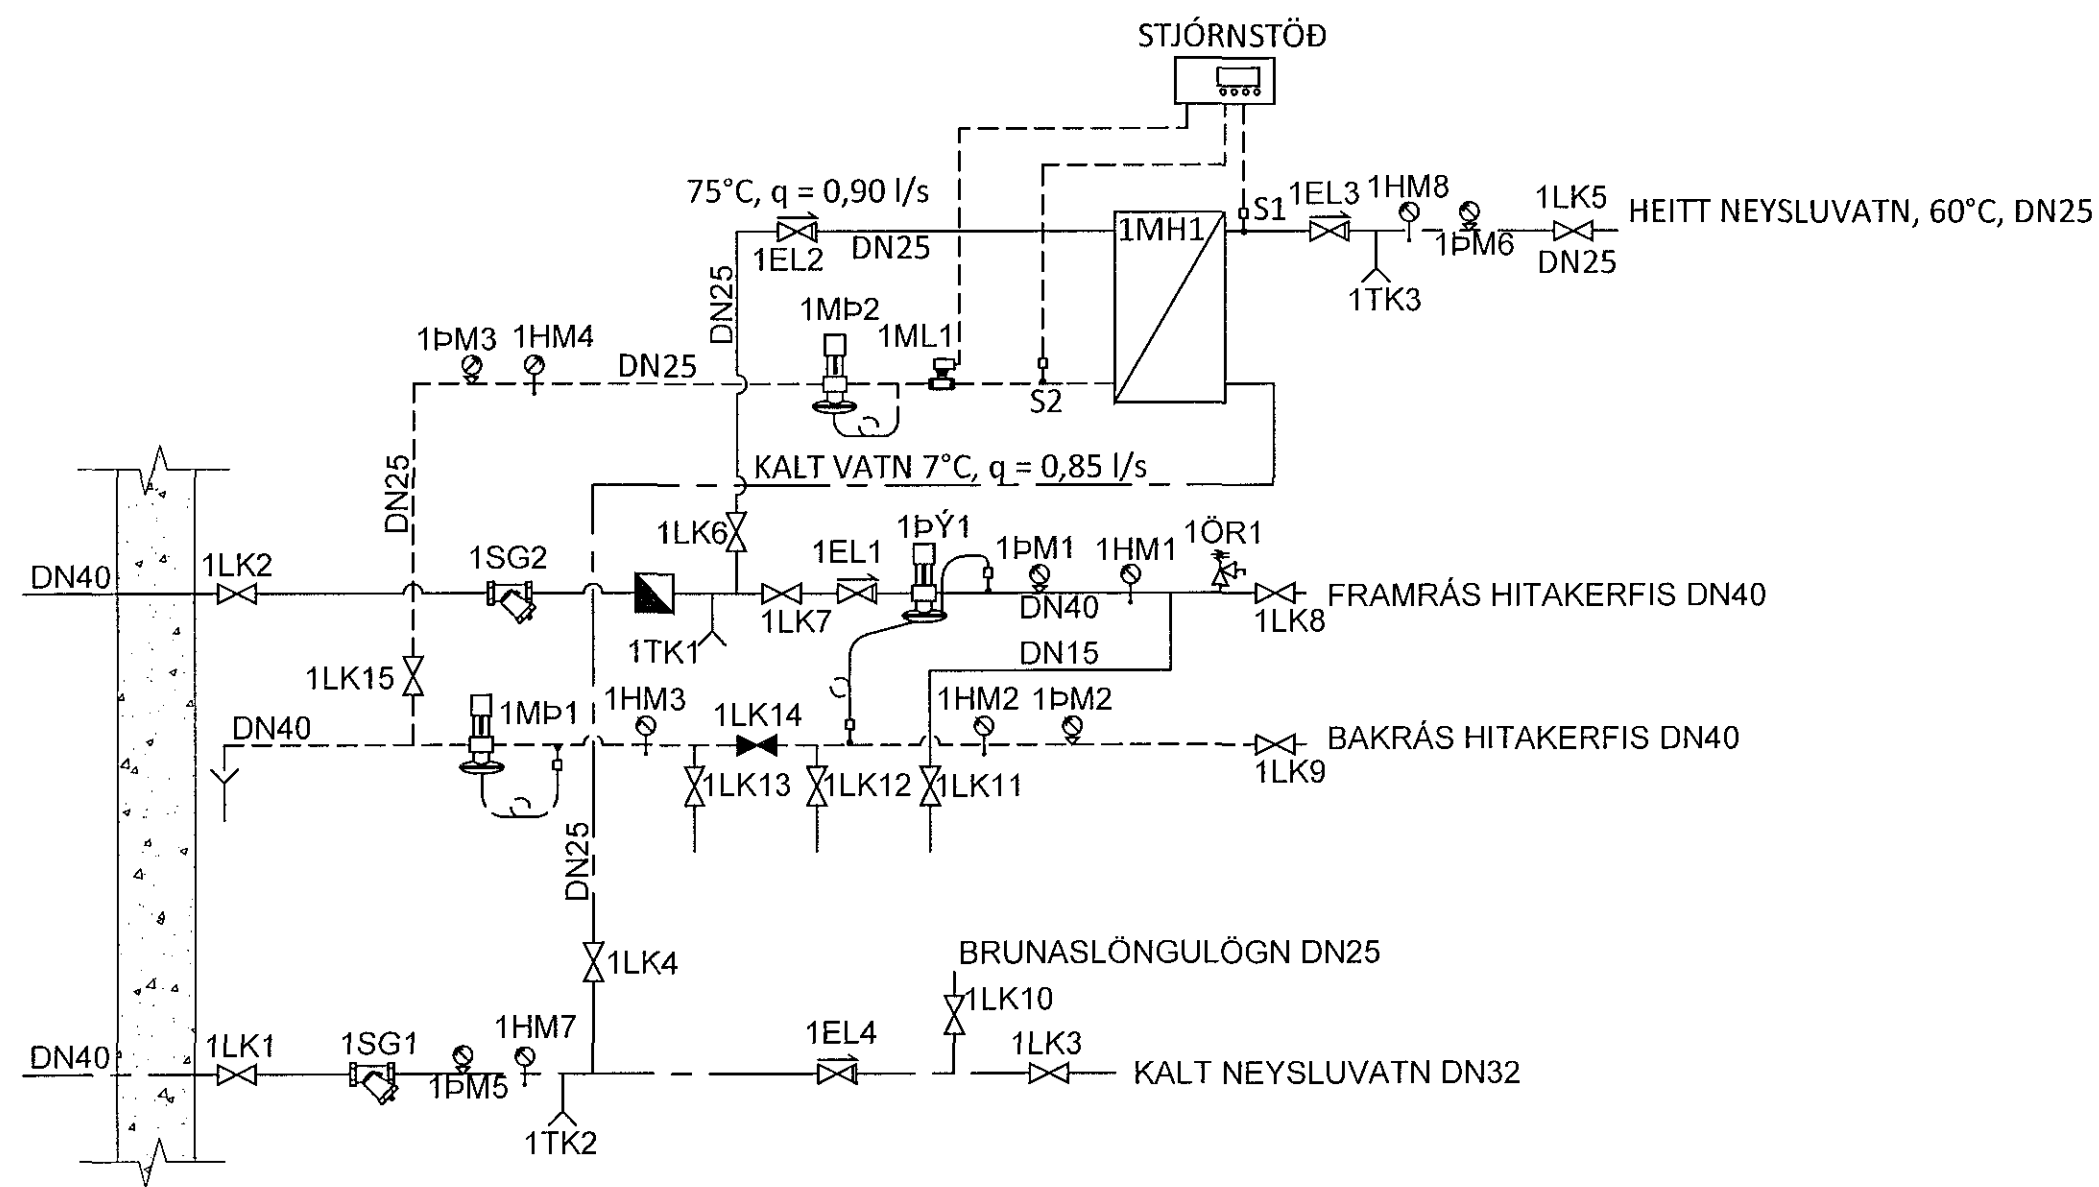 STJÓRNSTÖÐ
75°C, q = 0,90 l/s
1EL2
DN25
DN25
1MH1
S1
1EL3
1HM8
1ÞM6
1LK5
HEITT NEYSLUVATN, 60°C, DN25
DN25
1TK3
1MÞ2
1ML1
1ÞM3
1HM4
DN25
S2
DN25
KALT VATN 7°C, q = 0,85 l/s
1LK6
DN40
1LK2
1SG2
1TK1
1LK7
1EL1
1ÞÝ1
1ÞM1
1HM1
1ÖR1
DN40
1LK8
FRAMRÁS HITAKERFIS DN40
DN15
1LK15
DN40
1MÞ1
1HM3
1LK14
1HM2
1ÞM2
BAKRÁS HITAKERFIS DN40
1LK9
1LK13
1LK12
1LK11
DN25
1LK4
BRUNASLÖNGULÖGN DN25
1LK10
DN40
1LK1
1SG1
1ÞM5
1HM7
1TK2
1EL4
1LK3
KALT NEYSLUVATN DN32